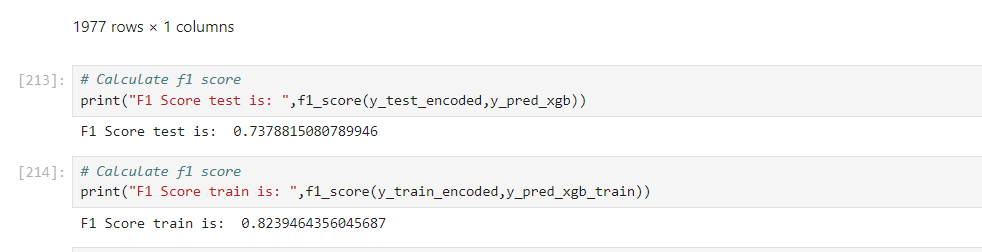 1977 rows × 1 columns
[213]: # Calculate f1 score
print("F1 Score test is: ",f1_score(y_test_encoded,y_pred_xgb))
F1 Score test is:  0.7378815080789946
[214]: # Calculate f1 score
print("F1 Score train is: ",f1_score(y_train_encoded,y_pred_xgb_train))
F1 Score train is:  0.8239464356045687